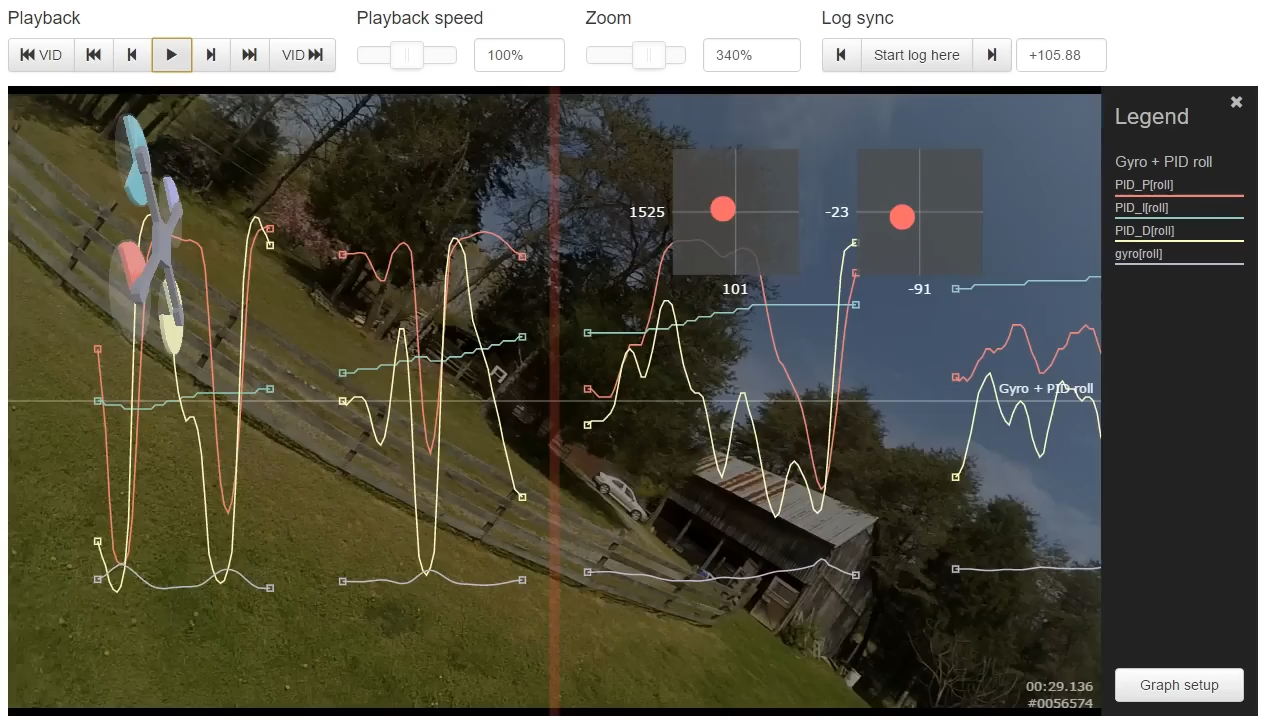 Playback
Playback speed
Zoom
Log sync
VID
VID
100%
340%
Start log here
+105.88
Legend
Gyro + PID roll
PID_P[roll]
PID_I[roll]
PID_D[roll]
gyro[roll]
1525
-23
101
-91
Gyro + PID roll
00:29.136
#0056574
Graph setup